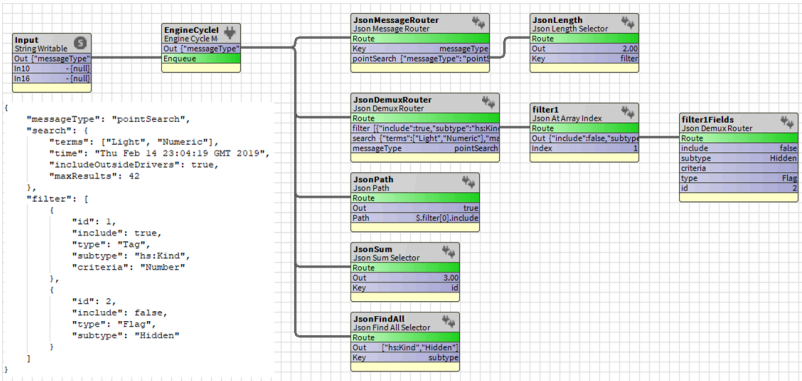 Input
String Writable
Out {"messageType"
In10 - [null]
In16 - [null]
EngineCycleI
Engine Cycle M
Out {"messageType"
Enqueue
JsonMessageRouter
Json Message Router
Route
Key messageType
pointSearch {"messageType":"pointS
JsonLength
Json Length Selector
Route
Out 2.00
Key filter
JsonDemuxRouter
Json Demux Router
Route
filter [{"include":true,"subtype":"hs:Kin
search {"terms":["Light","Numeric"],"ma
messageType pointSearch
filter1
Json At Array Index
Route
Out {"include":false,"subtype
Index 1
filter1Fields
Json Demux Router
Route
include false
subtype Hidden
criteria
type Flag
id 2
JsonPath
Json Path
Route
Out true
Path $.filter[0].include
JsonSum
Json Sum Selector
Route
Out 3.00
Key id
JsonFindAll
Json Find All Selector
Route
Out ["hs:Kind","Hidden"]
Key subtype
{
"messageType": "pointSearch",
"search": {
"terms": ["Light", "Numeric"],
"time": "Thu Feb 14 23:04:19 GMT 2019",
"includeOutsideDrivers": true,
"maxResults": 42
},
"filter": [
{
"id": 1,
"include": true,
"type": "Tag",
"subtype": "hs:Kind",
"criteria": "Number"
},
{
"id": 2,
"include": false,
"type": "Flag",
"subtype": "Hidden"
}
]
}